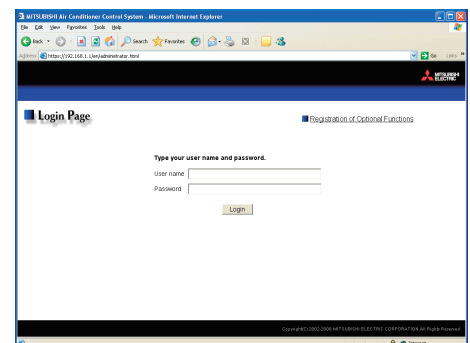 MITSUBISHI Air Conditioner Control System - Microsoft Internet Explorer
File Edit View Favorites Tools Help
Back Search Favorites
Address https://192.168.1.1/en/administrator.html Go Links
MITSUBISHI
ELECTRIC
Login Page
Registration of Optional Functions
Type your user name and password.
User name
Password
Login
Copyright(C) 2002-2008 MITSUBISHI ELECTRIC CORPORATION All Rights Reserved
Internet